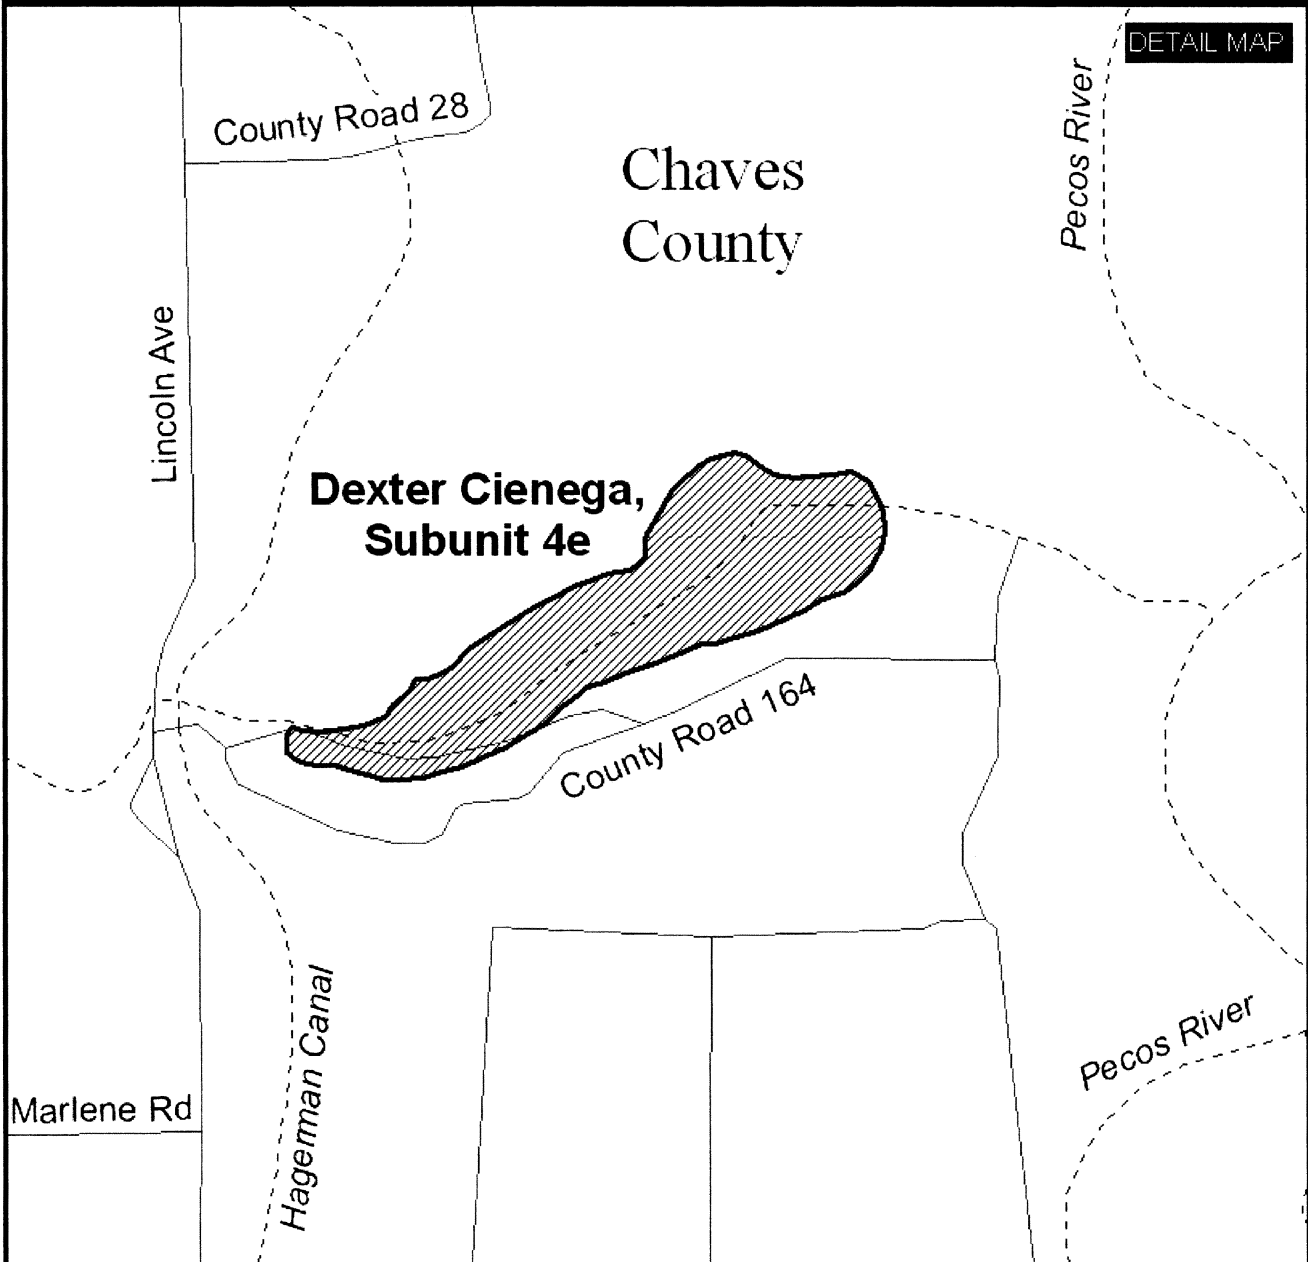 DETAIL MAP
County Road 28
Chaves
County
Pecos River
Lincoln Ave
Dexter Cienega,
Subunit 4e
County Road 164
Hagerman Canal
Pecos River
Marlene Rd